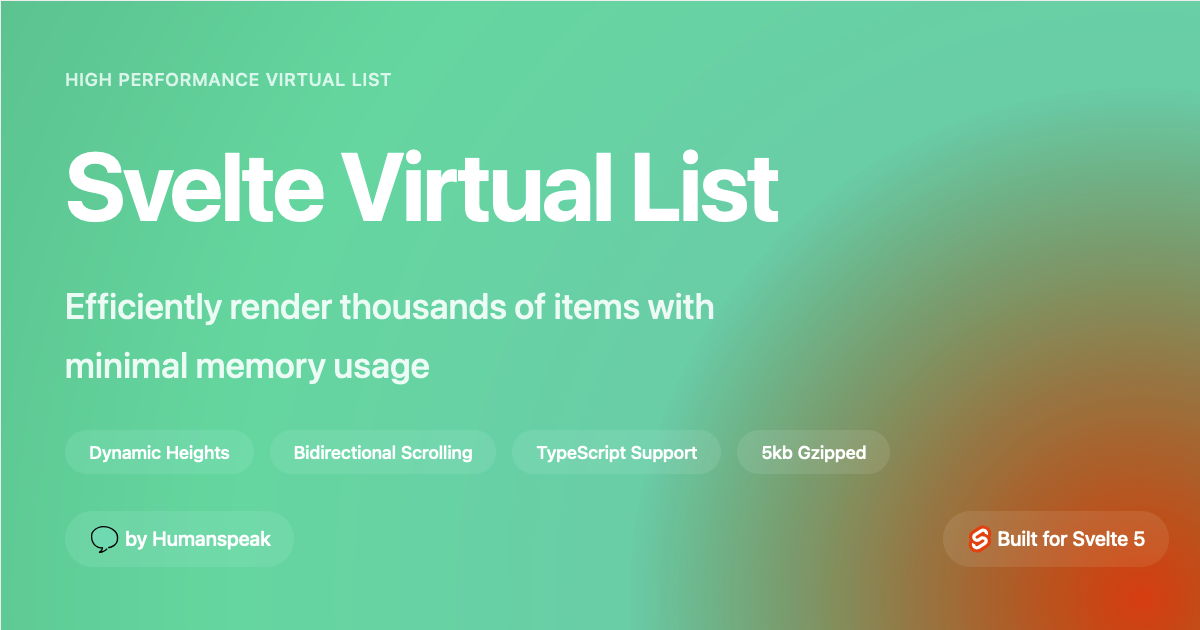 HIGH PERFORMANCE VIRTUAL LIST
Svelte Virtual List
Efficiently render thousands of items with
minimal memory usage
Dynamic Heights
Bidirectional Scrolling
TypeScript Support
5kb Gzipped
by Humanspeak
Built for Svelte 5